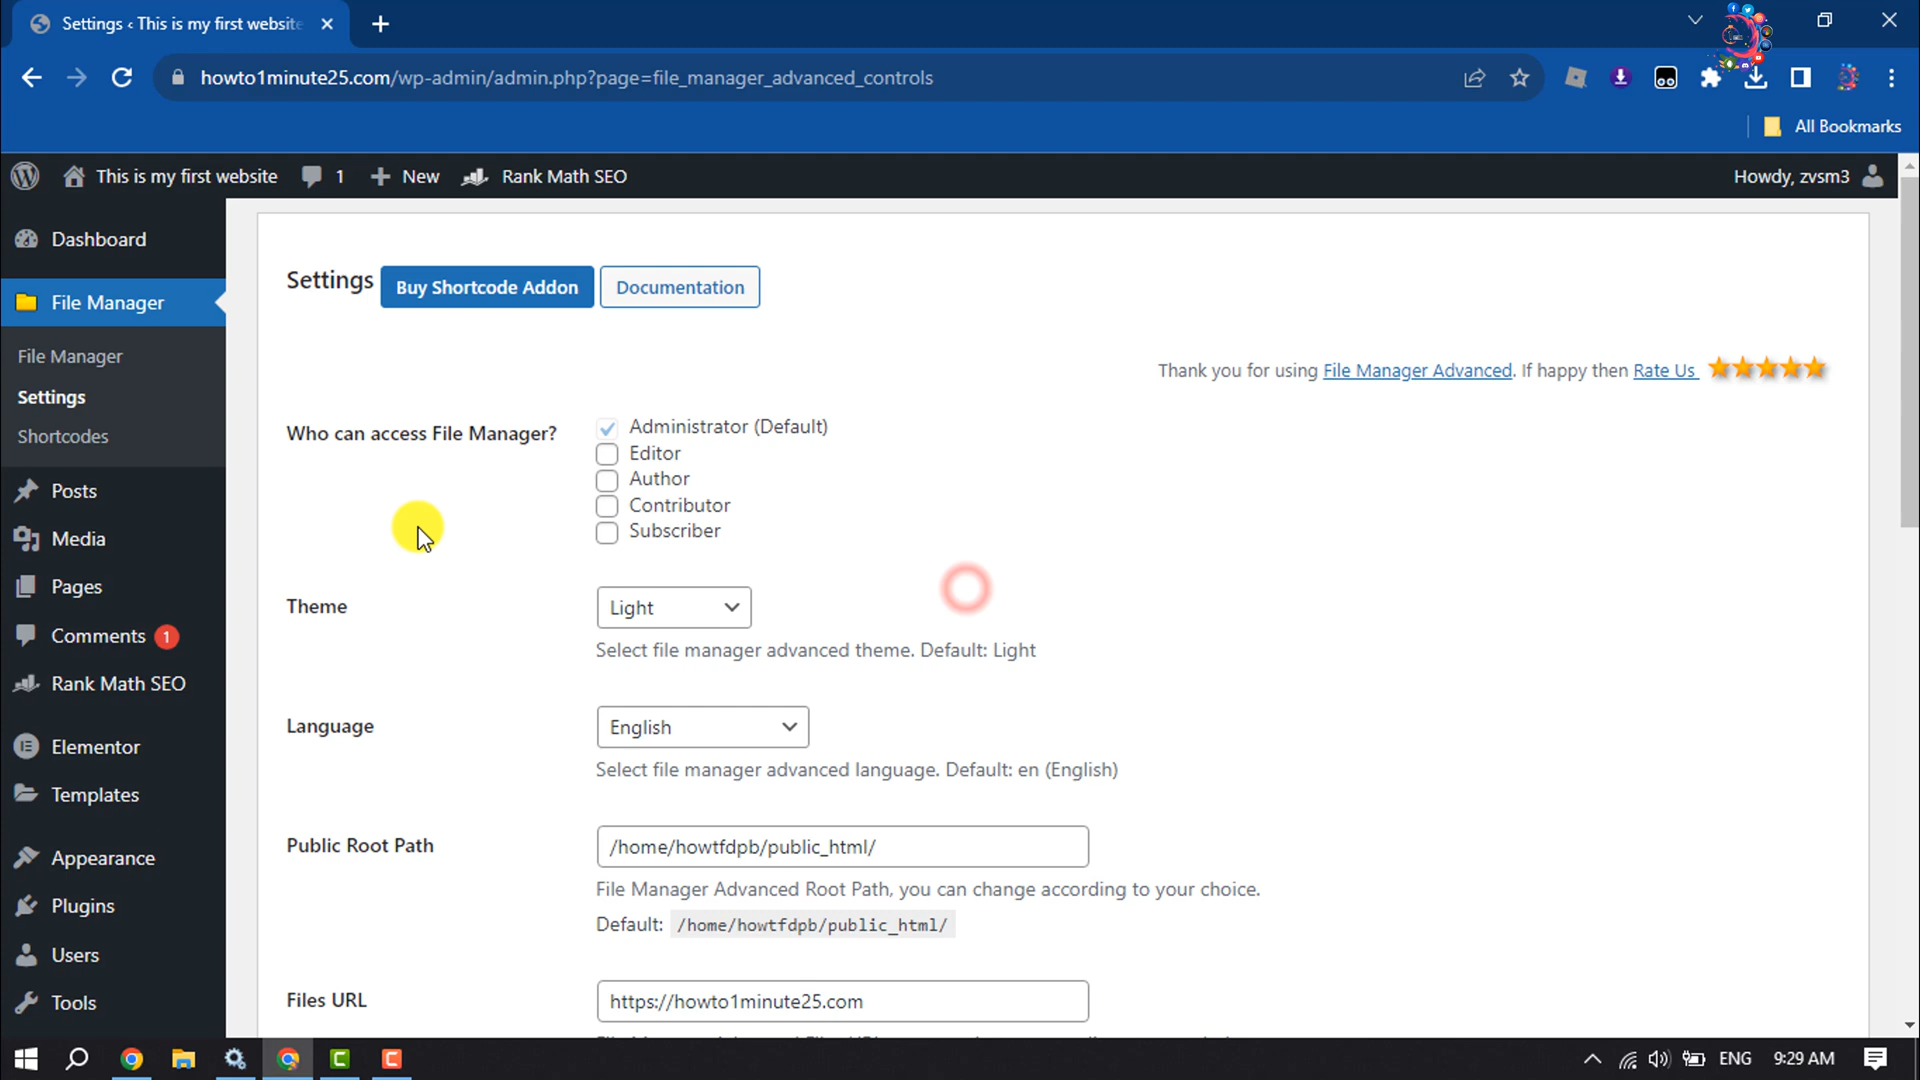 Settings ‹ This is my first website
howto1minute25.com/wp-admin/admin.php?page=file_manager_advanced_controls
All Bookmarks
This is my first website 1 New Rank Math SEO Howdy, zvsm3
Dashboard
File Manager
File Manager
Settings
Shortcodes
Posts
Media
Pages
Comments 1
Rank Math SEO
Elementor
Templates
Appearance
Plugins
Users
Tools
Settings Buy Shortcode Addon Documentation
Thank you for using File Manager Advanced. If happy then Rate Us
Who can access File Manager?
Administrator (Default)
Editor
Author
Contributor
Subscriber
Theme
Light
Select file manager advanced theme. Default: Light
Language
English
Select file manager advanced language. Default: en (English)
Public Root Path
/home/howtfdpb/public_html/
File Manager Advanced Root Path, you can change according to your choice.
Default: /home/howtfdpb/public_html/
Files URL
https://howto1minute25.com
ENG 9:29 AM